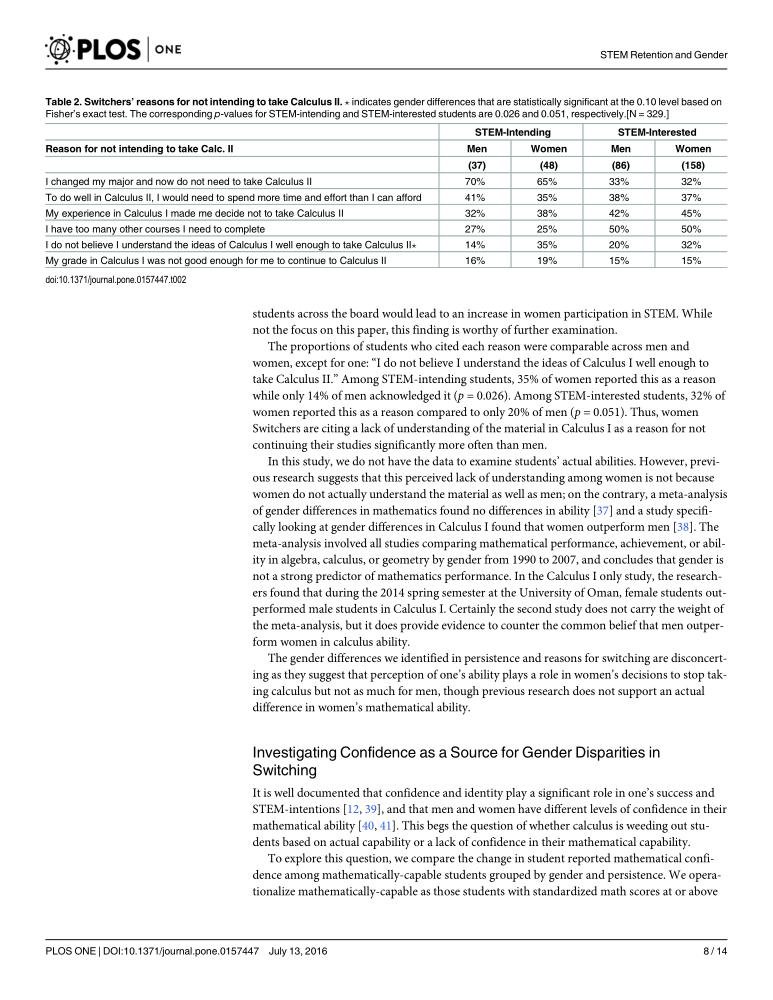 PLOS ONE
STEM Retention and Gender
Table 2. Switchers' reasons for not intending to take Calculus II. * indicates gender differences that are statistically significant at the 0.10 level based on
Fisher's exact test. The corresponding p-values for STEM-intending and STEM-interested students are 0.026 and 0.051, respectively.[N = 329.]
STEM-Intending STEM-Interested
Reason for not intending to take Calc. II Men Women Men Women
(37) (48) (86) (158)
I changed my major and now do not need to take Calculus II 70% 65% 33% 32%
To do well in Calculus II, I would need to spend more time and effort than I can afford 41% 35% 38% 37%
My experience in Calculus I made me decide not to take Calculus II 32% 38% 42% 45%
I have too many other courses I need to complete 27% 25% 50% 50%
I do not believe I understand the ideas of Calculus I well enough to take Calculus II* 14% 35% 20% 32%
My grade in Calculus I was not good enough for me to continue to Calculus II 16% 19% 15% 15%
doi:10.1371/journal.pone.0157447.t002
students across the board would lead to an increase in women participation in STEM. While
not the focus on this paper, this finding is worthy of further examination.
The proportions of students who cited each reason were comparable across men and
women, except for one: “I do not believe I understand the ideas of Calculus I well enough to
take Calculus II.” Among STEM-intending students, 35% of women reported this as a reason
while only 14% of men acknowledged it (p = 0.026). Among STEM-interested students, 32% of
women reported this as a reason compared to only 20% of men (p = 0.051). Thus, women
Switchers are citing a lack of understanding of the material in Calculus I as a reason for not
continuing their studies significantly more often than men.
In this study, we do not have the data to examine students' actual abilities. However, previ-
ous research suggests that this perceived lack of understanding among women is not because
women do not actually understand the material as well as men; on the contrary, a meta-analysis
of gender differences in mathematics found no differences in ability [37] and a study specifi-
cally looking at gender differences in Calculus I found that women outperform men [38]. The
meta-analysis involved all studies comparing mathematical performance, achievement, or abil-
ity in algebra, calculus, or geometry by gender from 1990 to 2007, and concludes that gender is
not a strong predictor of mathematics performance. In the Calculus I only study, the research-
ers found that during the 2014 spring semester at the University of Oman, female students out-
performed male students in Calculus I. Certainly the second study does not carry the weight of
the meta-analysis, but it does provide evidence to counter the common belief that men outper-
form women in calculus ability.
The gender differences we identified in persistence and reasons for switching are disconcert-
ing as they suggest that perception of one's ability plays a role in women's decisions to stop tak-
ing calculus but not as much for men, though previous research does not support an actual
difference in women's mathematical ability.
Investigating Confidence as a Source for Gender Disparities in
Switching
It is well documented that confidence and identity play a significant role in one's success and
STEM-intentions [12, 39], and that men and women have different levels of confidence in their
mathematical ability [40, 41]. This begs the question of whether calculus is weeding out stu-
dents based on actual capability or a lack of confidence in their mathematical capability.
To explore this question, we compare the change in student reported mathematical confi-
dence among mathematically-capable students grouped by gender and persistence. We opera-
tionalize mathematically-capable as those students with standardized math scores at or above
PLOS ONE | DOI:10.1371/journal.pone.0157447 July 13, 2016
8 / 14